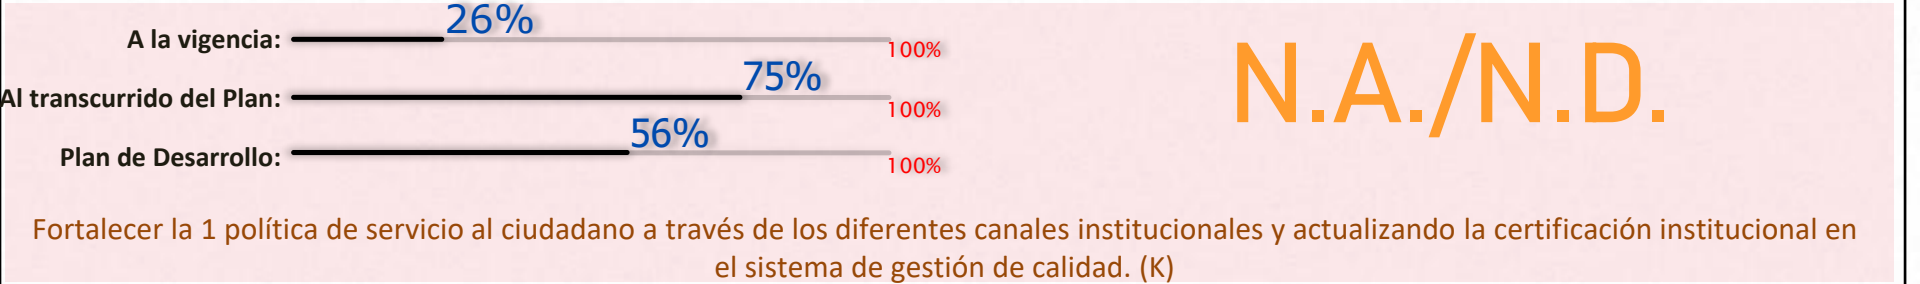 A la vigencia: 26% 100%
Al transcurrido del Plan: 75% 100%
Plan de Desarrollo: 56% 100%
N.A./N.D.
Fortalecer la 1 política de servicio al ciudadano a través de los diferentes canales institucionales y actualizando la certificación institucional en
el sistema de gestión de calidad. (K)